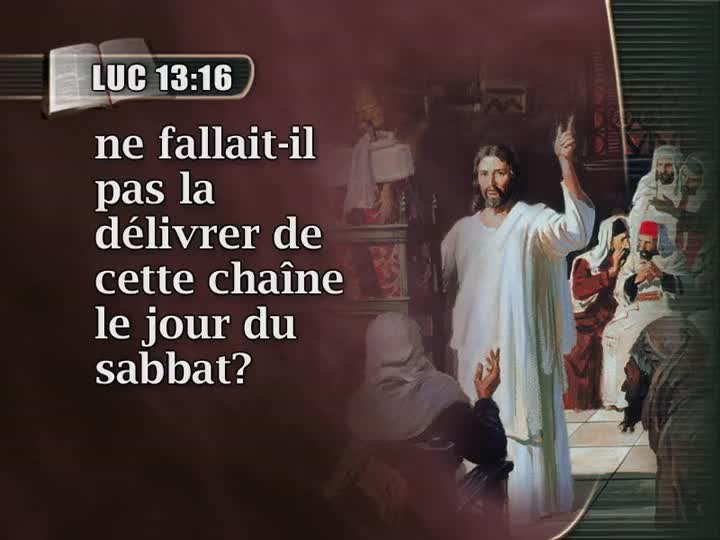 LUC 13:16
ne fallait-il
pas la
délivrer de
cette chaîne
le jour du
sabbat?